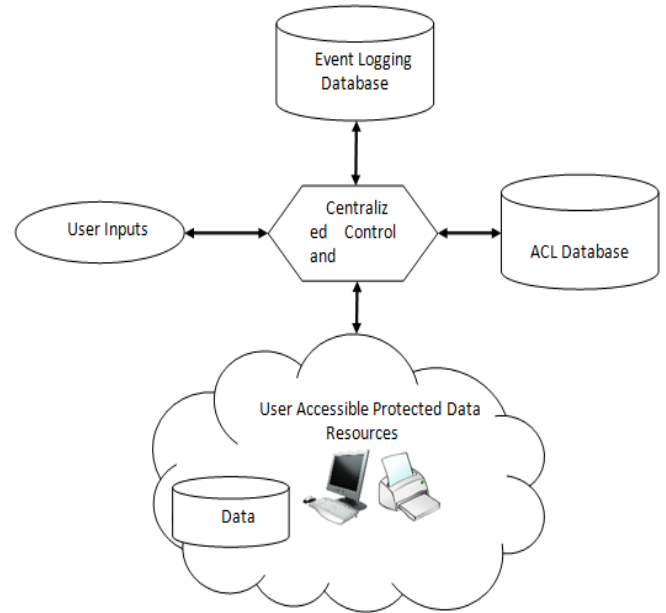 Event Logging
Database
User Inputs
Centraliz
ed Control
and
ACL Database
User Accessible Protected Data
Resources
Data